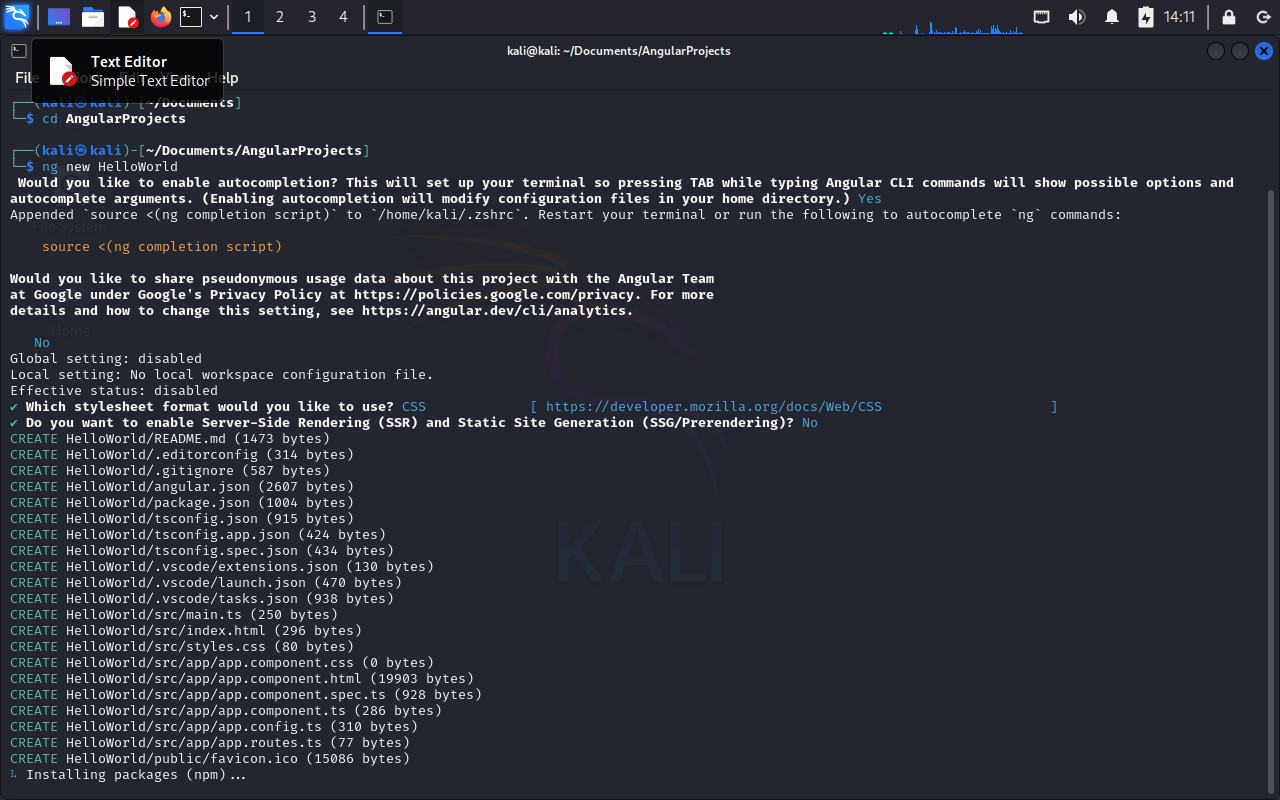 1 2 3 4 14:11
kali@kali: ~/Documents/AngularProjects
Text Editor
Simple Text Editor
File Help
(kali㉿kali)-[~/Documents]
$ cd AngularProjects
(kali㉿kali)-[~/Documents/AngularProjects]
$ ng new HelloWorld
Would you like to enable autocompletion? This will set up your terminal so pressing TAB while typing Angular CLI commands will show possible options and
autocomplete arguments. (Enabling autocompletion will modify configuration files in your home directory.) Yes
Appended `source <(ng completion script)` to `/home/kali/.zshrc`. Restart your terminal or run the following to autocomplete `ng` commands:
File System
source <(ng completion script)
Would you like to share pseudonymous usage data about this project with the Angular Team
at Google under Google's Privacy Policy at https://policies.google.com/privacy. For more
details and how to change this setting, see https://angular.dev/cli/analytics.
Home
No
Global setting: disabled
Local setting: No local workspace configuration file.
Effective status: disabled
✔ Which stylesheet format would you like to use? CSS [ https://developer.mozilla.org/docs/Web/CSS ]
✔ Do you want to enable Server-Side Rendering (SSR) and Static Site Generation (SSG/Prerendering)? No
CREATE HelloWorld/README.md (1473 bytes)
CREATE HelloWorld/.editorconfig (314 bytes)
CREATE HelloWorld/.gitignore (587 bytes)
CREATE HelloWorld/angular.json (2607 bytes)
CREATE HelloWorld/package.json (1004 bytes)
CREATE HelloWorld/tsconfig.json (915 bytes)
CREATE HelloWorld/tsconfig.app.json (424 bytes)
CREATE HelloWorld/tsconfig.spec.json (434 bytes)
CREATE HelloWorld/.vscode/extensions.json (130 bytes)
CREATE HelloWorld/.vscode/launch.json (470 bytes)
CREATE HelloWorld/.vscode/tasks.json (938 bytes)
CREATE HelloWorld/src/main.ts (250 bytes)
CREATE HelloWorld/src/index.html (296 bytes)
CREATE HelloWorld/src/styles.css (80 bytes)
CREATE HelloWorld/src/app/app.component.css (0 bytes)
CREATE HelloWorld/src/app/app.component.html (19903 bytes)
CREATE HelloWorld/src/app/app.component.spec.ts (928 bytes)
CREATE HelloWorld/src/app/app.component.ts (286 bytes)
CREATE HelloWorld/src/app/app.config.ts (310 bytes)
CREATE HelloWorld/src/app/app.routes.ts (77 bytes)
CREATE HelloWorld/public/favicon.ico (15086 bytes)
Installing packages (npm)...
KALI